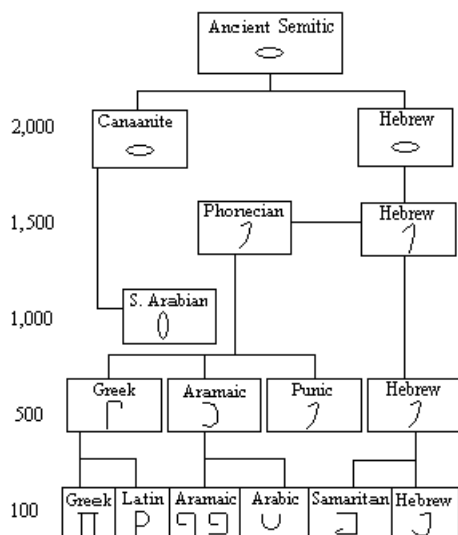 Ancient Semitic
2,000
Canaanite
Hebrew
1,500
Phonecian
Hebrew
1,000
S. Arabian
500
Greek
Aramaic
Punic
Hebrew
100
Greek
Latin
Aramaic
Arabic
Samaritan
Hebrew